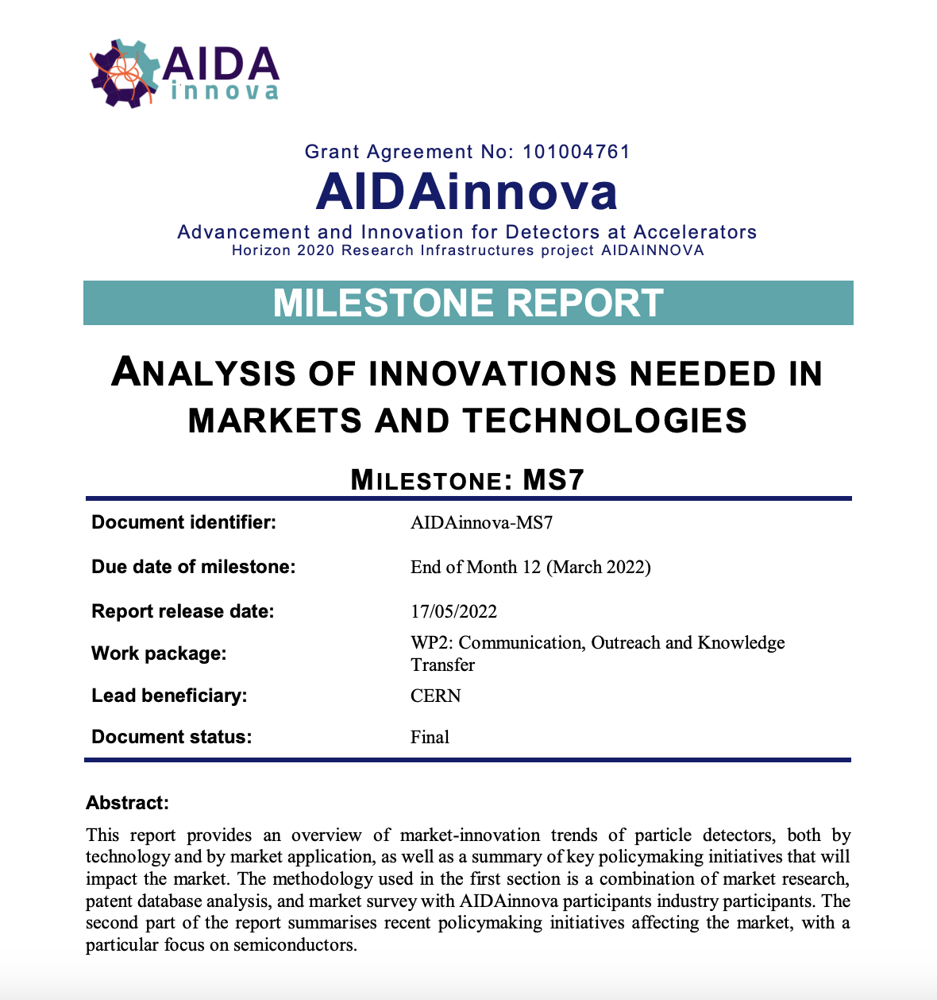 AIDA
innova
Grant Agreement No: 101004761
AIDAinnova
Advancement and Innovation for Detectors at Accelerators
Horizon 2020 Research Infrastructures project AIDAINNOVA
MILESTONE REPORT
ANALYSIS OF INNOVATIONS NEEDED IN
MARKETS AND TECHNOLOGIES
MILESTONE: MS7
Document identifier: AIDAinnova-MS7
Due date of milestone: End of Month 12 (March 2022)
Report release date: 17/05/2022
Work package: WP2: Communication, Outreach and Knowledge
Transfer
Lead beneficiary: CERN
Document status: Final
Abstract:
This report provides an overview of market-innovation trends of particle detectors, both by
technology and by market application, as well as a summary of key policymaking initiatives that will
impact the market. The methodology used in the first section is a combination of market research,
patent database analysis, and market survey with AIDAinnova participants industry participants. The
second part of the report summarises recent policymaking initiatives affecting the market, with a
particular focus on semiconductors.